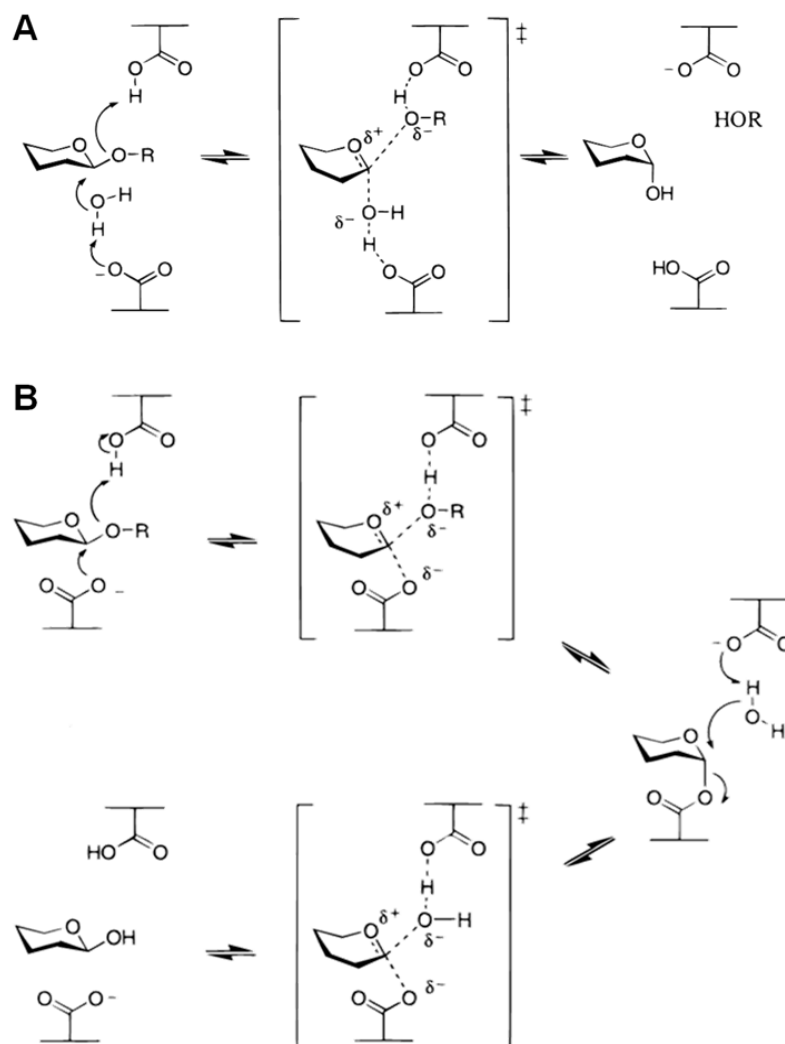 A
O O
H
O O–R
O–H
H
–O O
‡
O O
H
O–R
O δ+ δ–
δ– O–H
H
O O
–O O
HOR
O
OH
HO O
B
O O
H
O O–R
O O –
‡
O O
H
O δ+ O–R
δ–
O O δ–
–O O
H
O H
O
O O
HO O
O OH
O O–
‡
O O
H
O δ+ O–H
δ–
O O δ–